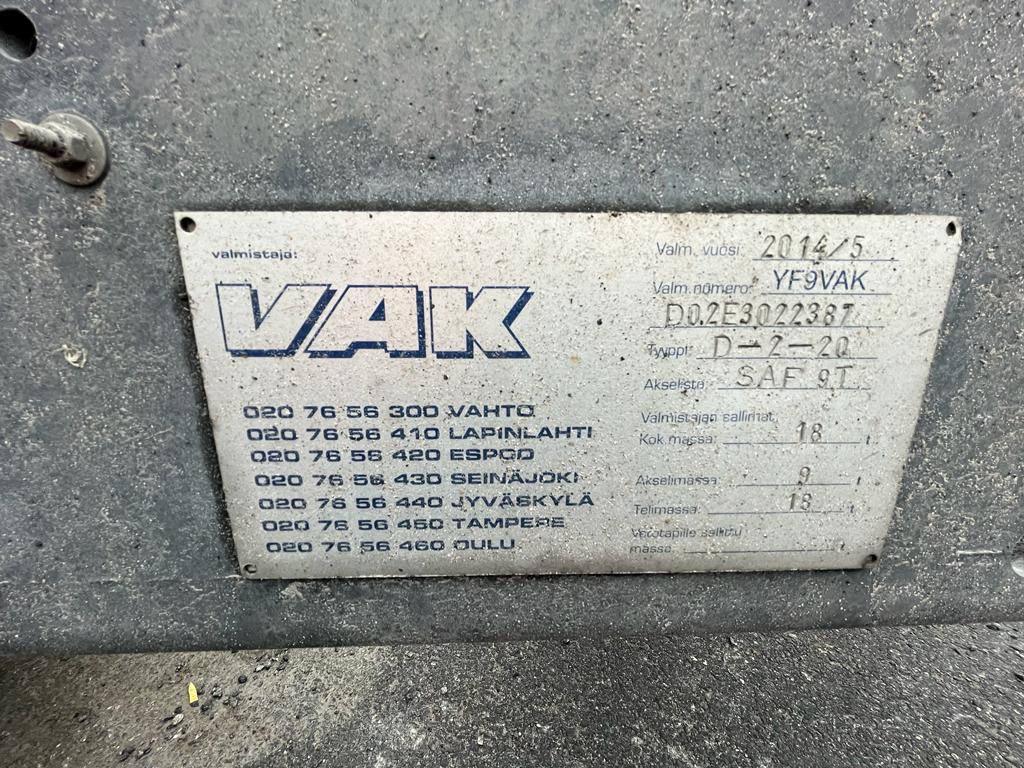 valmistaja:
VAK
020 76 56 300 VAHTO
020 76 56 410 LAPINLAHTI
020 76 56 420 ESPOO
020 76 56 430 SEINÄJOKI
020 76 56 440 JYVÄSKYLÄ
020 76 56 450 TAMPERE
020 76 56 460 OULU
Valm. vuosi: 2014/5
Valm. numero: YF9VAK
D02E3022387
Tyyppi: D-2-20
Akselisto: SAF 9T
Valmistajan sallimat
Kok.massa: 18 t
Akselimassa: 9 t
Telimassa: 18 t
Vetotapille sallittu
massa: t